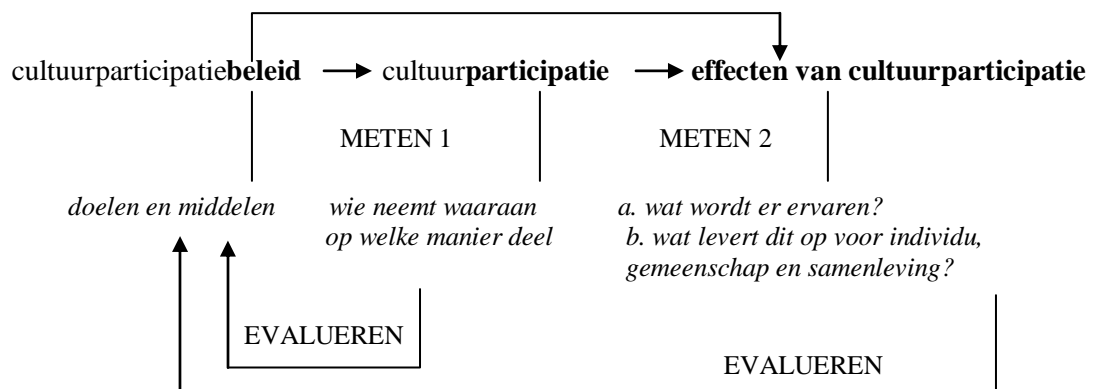 cultuurparticipatiebeleid cultuurparticipatie effecten van cultuurparticipatie
METEN 1 METEN 2
doelen en middelen wie neemt waaraan a. wat wordt er ervaren?
op welke manier deel b. wat levert dit op voor individu,
gemeenschap en samenleving?
EVALUEREN
EVALUEREN